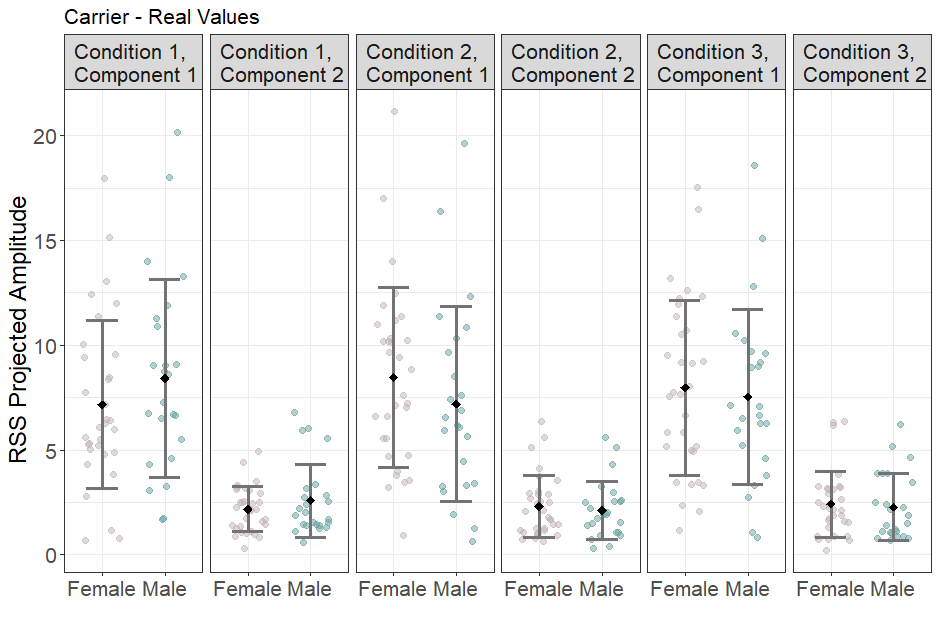 Carrier - Real Values
Condition 1,
Component 1
Condition 1,
Component 2
Condition 2,
Component 1
Condition 2,
Component 2
Condition 3,
Component 1
Condition 3,
Component 2
RSS Projected Amplitude
20
15
10
5
0
Female Male Female Male Female Male Female Male Female Male Female Male